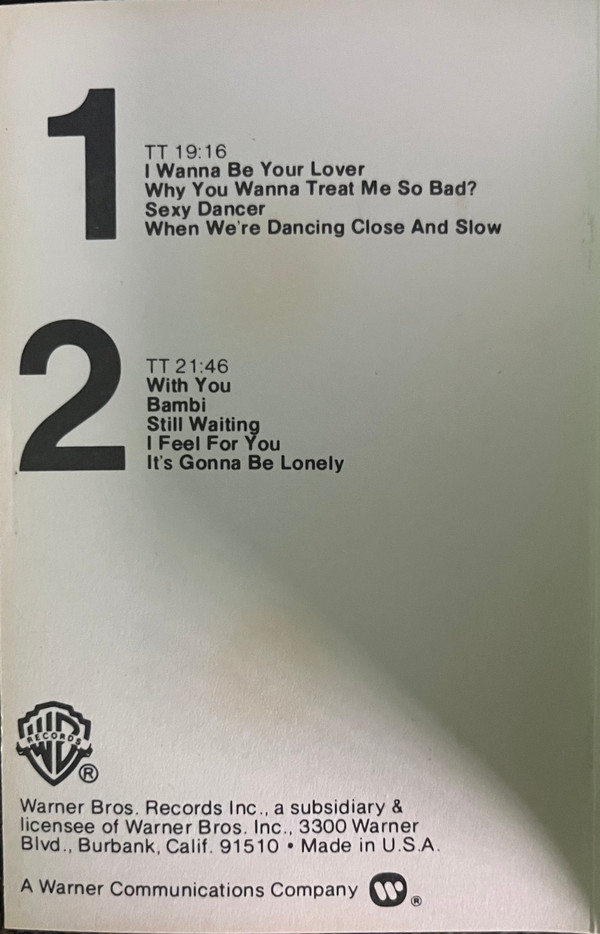 1
TT 19:16
I Wanna Be Your Lover
Why You Wanna Treat Me So Bad?
Sexy Dancer
When We're Dancing Close And Slow
2
TT 21:46
With You
Bambi
Still Waiting
I Feel For You
It's Gonna Be Lonely
WB
RECORDS
®
Warner Bros. Records Inc., a subsidiary &
licensee of Warner Bros. Inc., 3300 Warner
Blvd., Burbank, Calif. 91510 • Made in U.S.A.
A Warner Communications Company ®